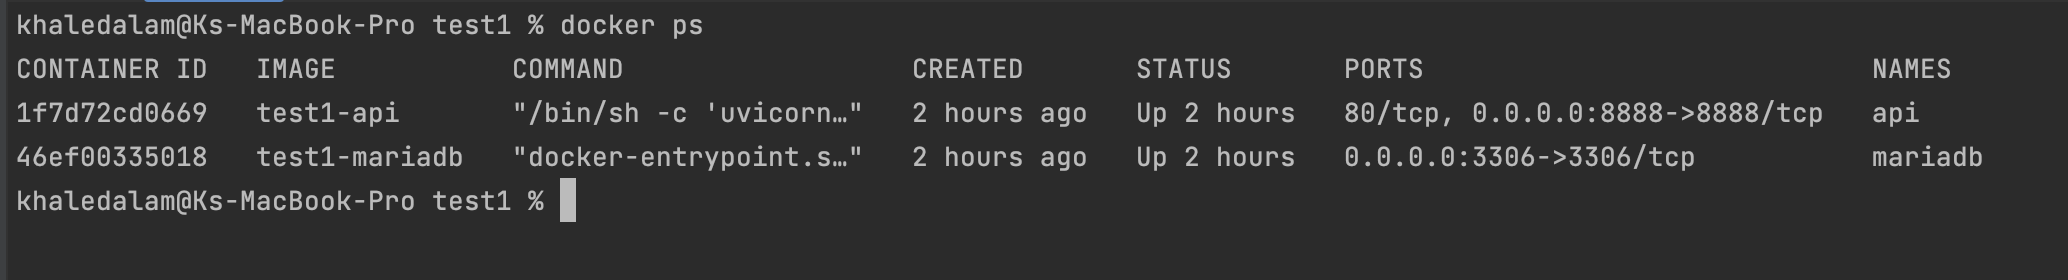 khaledalam@Ks-MacBook-Pro test1 % docker ps
CONTAINER ID   IMAGE           COMMAND                  CREATED       STATUS       PORTS                            NAMES
1f7d72cd0669   test1-api       "/bin/sh -c 'uvicorn…"   2 hours ago   Up 2 hours   80/tcp, 0.0.0.0:8888->8888/tcp   api
46ef00335018   test1-mariadb   "docker-entrypoint.s…"   2 hours ago   Up 2 hours   0.0.0.0:3306->3306/tcp           mariadb
khaledalam@Ks-MacBook-Pro test1 %